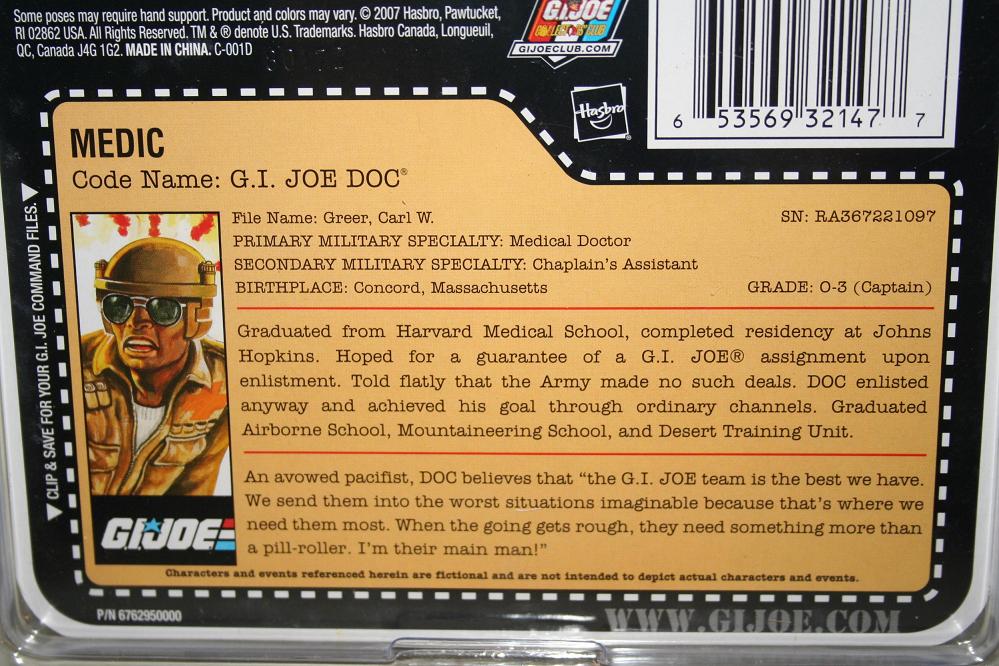 Some poses may require hand support. Product and colors may vary. © 2007 Hasbro, Pawtucket,
RI 02862 USA. All Rights Reserved. TM & ® denote U.S. Trademarks. Hasbro Canada, Longueuil,
QC, Canada J4G 1G2. MADE IN CHINA. C-001D
G.I.JOE
COLLECTORS' CLUB
GIJOECLUB.COM
Hasbro
6 53569 32147 7
MEDIC
Code Name: G.I. JOE DOC®
File Name: Greer, Carl W. SN: RA367221097
PRIMARY MILITARY SPECIALTY: Medical Doctor
SECONDARY MILITARY SPECIALTY: Chaplain's Assistant
BIRTHPLACE: Concord, Massachusetts GRADE: O-3 (Captain)
Graduated from Harvard Medical School, completed residency at Johns
Hopkins. Hoped for a guarantee of a G.I. JOE® assignment upon
enlistment. Told flatly that the Army made no such deals. DOC enlisted
anyway and achieved his goal through ordinary channels. Graduated
Airborne School, Mountaineering School, and Desert Training Unit.
An avowed pacifist, DOC believes that “the G.I. JOE team is the best we have.
We send them into the worst situations imaginable because that's where we
need them most. When the going gets rough, they need something more than
a pill-roller. I'm their main man!”
G.I.JOE
Characters and events referenced herein are fictional and are not intended to depict actual characters and events.
CLIP & SAVE FOR YOUR G.I. JOE COMMAND FILES.
P/N 6762950000
WWW.GIJOE.COM